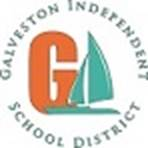 GALVESTON INDEPENDENT
G
SCHOOL DISTRICT